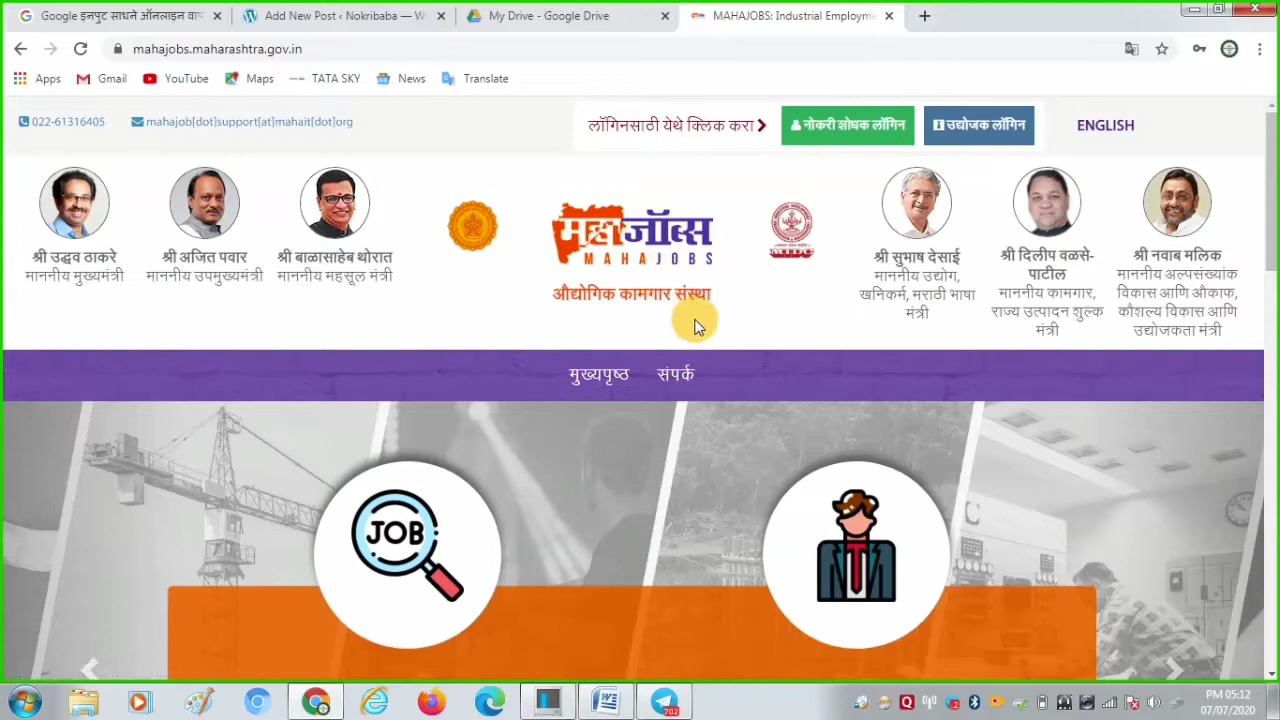 Google इनपुट साधने ऑनलाइन वाप
Add New Post ‹ Nokribaba — W
My Drive - Google Drive
MAHAJOBS: Industrial Employme
mahajobs.maharashtra.gov.in
Apps
Gmail
YouTube
Maps
TATA SKY
News
Translate
022-61316405
mahajob[dot]support[at]mahait[dot]org
लॉगिनसाठी येथे क्लिक करा
नोकरी शोधक लॉगिन
उद्योजक लॉगिन
ENGLISH
श्री उद्धव ठाकरे
माननीय मुख्यमंत्री
श्री अजित पवार
माननीय उपमुख्यमंत्री
श्री बाळासाहेब थोरात
माननीय महसूल मंत्री
महाजॉब्स
MAHAJOBS
औद्योगिक कामगार संस्था
MIDC
श्री सुभाष देसाई
माननीय उद्योग,
खनिकर्म, मराठी भाषा
मंत्री
श्री दिलीप वळसे-
पाटील
माननीय कामगार,
राज्य उत्पादन शुल्क
मंत्री
श्री नवाब मलिक
माननीय अल्पसंख्यांक
विकास आणि औकाफ,
कौशल्य विकास आणि
उद्योजकता मंत्री
मुख्यपृष्ठ
संपर्क
JOB
702
PM 05:12
07/07/2020